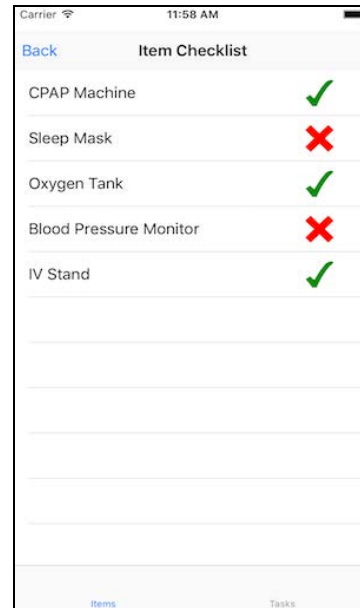 Carrier 11:58 AM
Back Item Checklist
CPAP Machine
Sleep Mask
Oxygen Tank
Blood Pressure Monitor
IV Stand
Items Tasks